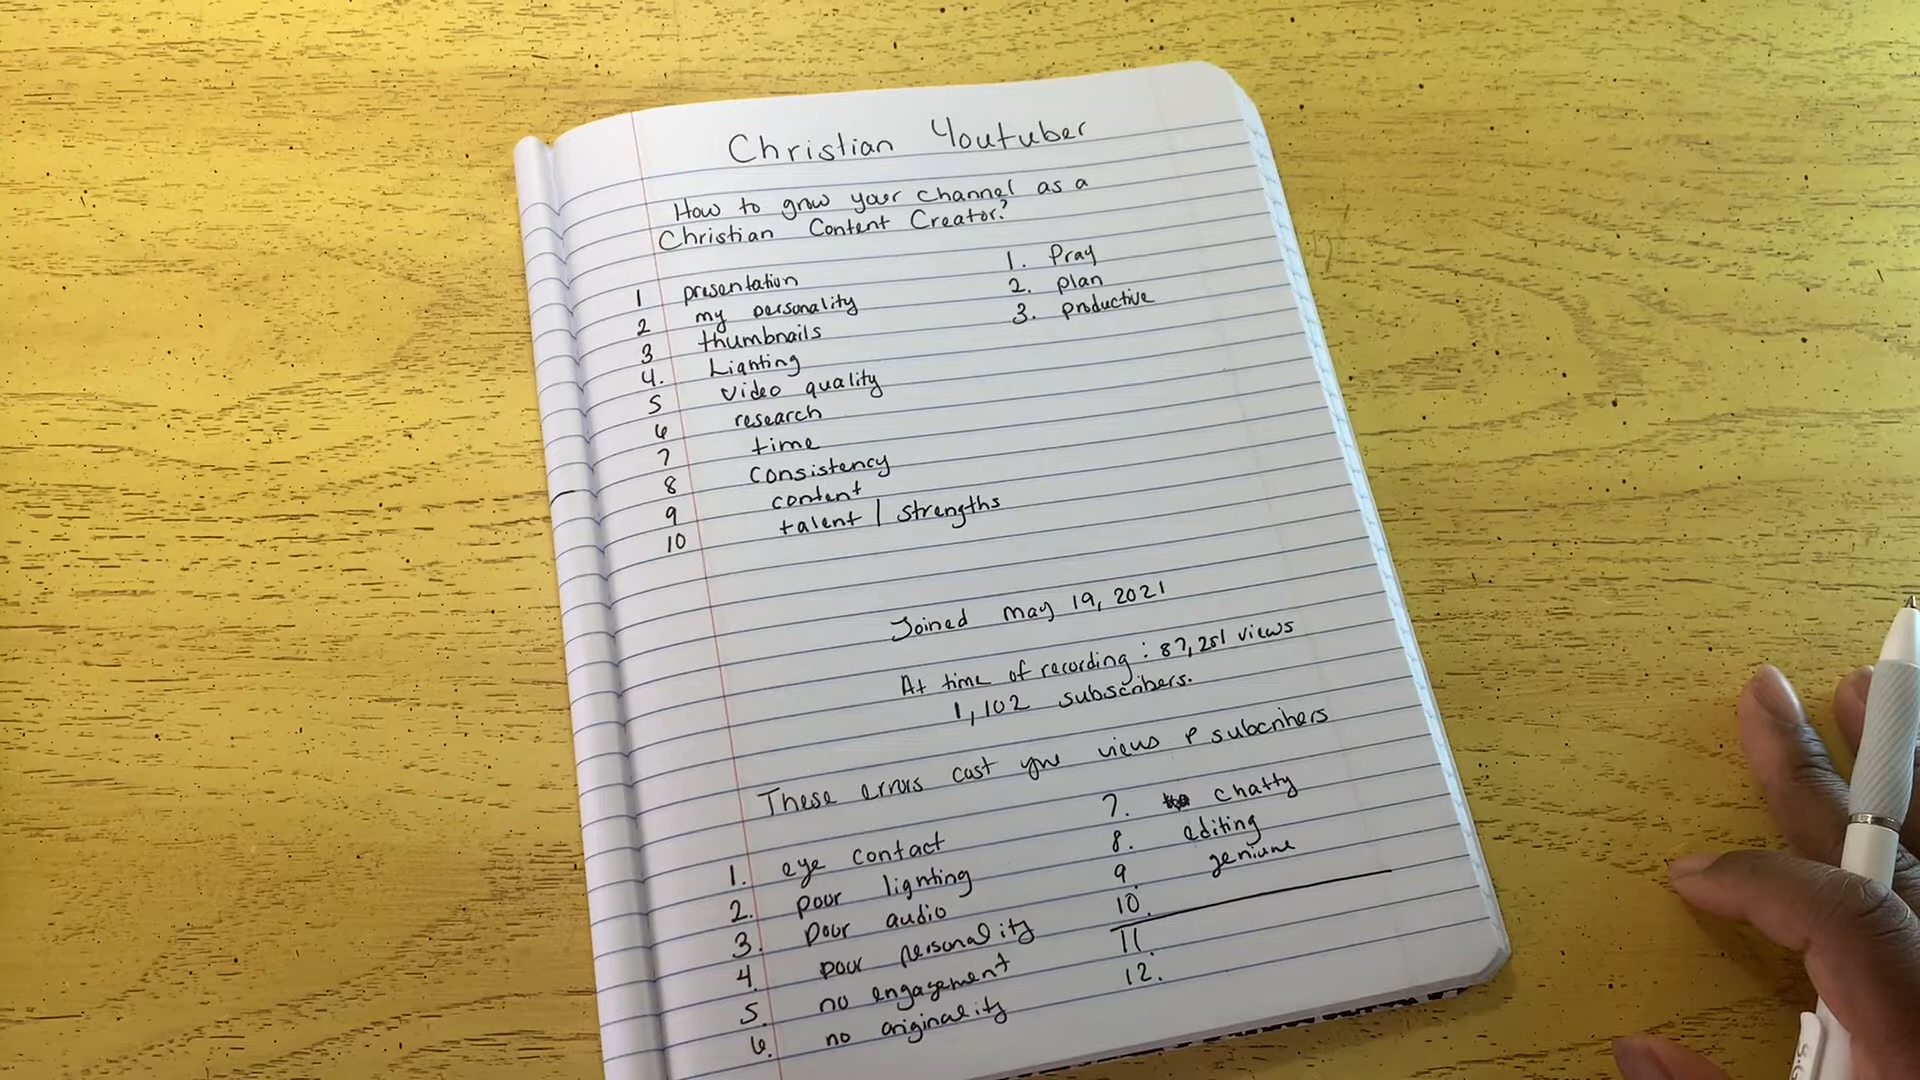 Christian Youtuber
How to grow your channel as a
Christian Content Creator?
1 presentation
2 my personality
3 thumbnails
4. Lighting
5 video quality
6 research
7 time
8 Consistency
9 content
10 talent / strengths
1. Pray
2. plan
3. productive
Joined may 19, 2021
At time of recording : 87,251 views
1,102 subscribers.
These errors cost you views & subcribers
1. eye contact
2. poor lighting
3. poor audio
4. poor personality
5. no engagement
6. no originality
7. chatty
8. editing
9 geniune
10.
11.
12.
S.G